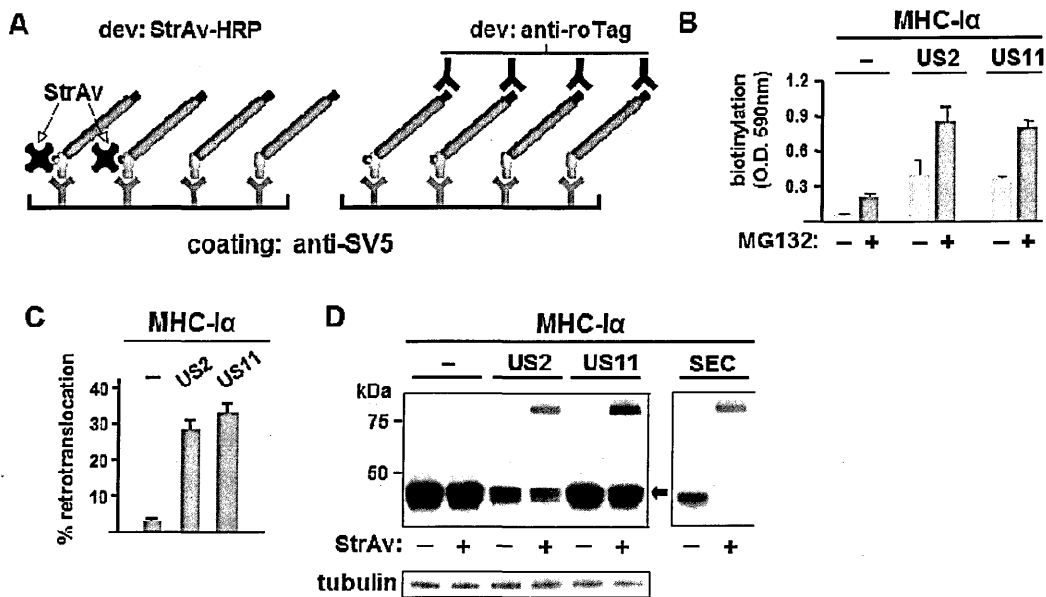 A
dev: StrAv-HRP
dev: anti-roTag
StrAv
coating: anti-SV5
B
MHC-Iα
– US2 US11
biotinylation
(O.D. 690nm)
1.2
0.9
0.6
0.3
MG132: – + – + – +
C
MHC-Iα
– US2 US11
% retrotranslocation
40
30
20
10
D
MHC-Iα
– US2 US11 SEC
kDa
75
50
StrAv: – + – + – + – +
tubulin